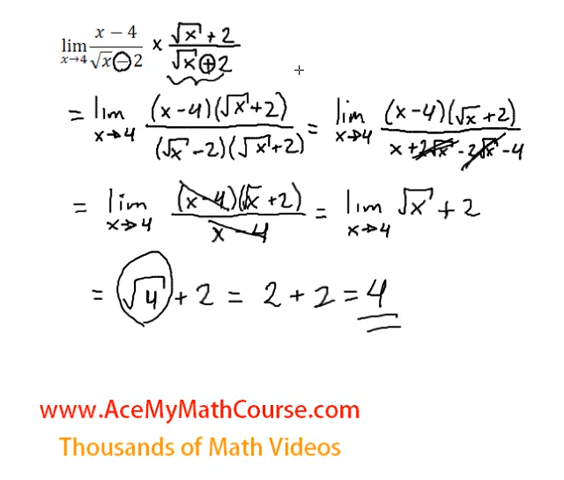 lim x→4 (x − 4)/(√x − 2) × (√x + 2)/(√x + 2)
= lim x→4 (x-4)(√x+2)/(√x-2)(√x+2) = lim x→4 (x-4)(√x+2)/x+2√x-2√x-4
= lim x→4 (x-4)(√x+2)/x-4 = lim x→4 √x+2
= √4 + 2 = 2 + 2 = 4
www.AceMyMathCourse.com
Thousands of Math Videos